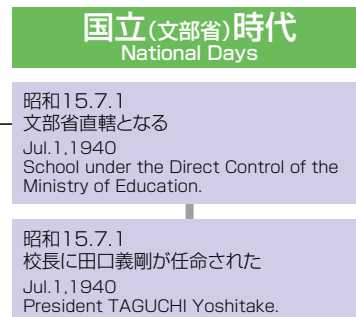 国立(文部省)時代
National Days
昭和15.7.1
文部省直轄となる
Jul.1,1940
School under the Direct Control of the
Ministry of Education.
昭和15.7.1
校長に田口義剛が任命された
Jul.1,1940
President TAGUCHI Yoshitake.